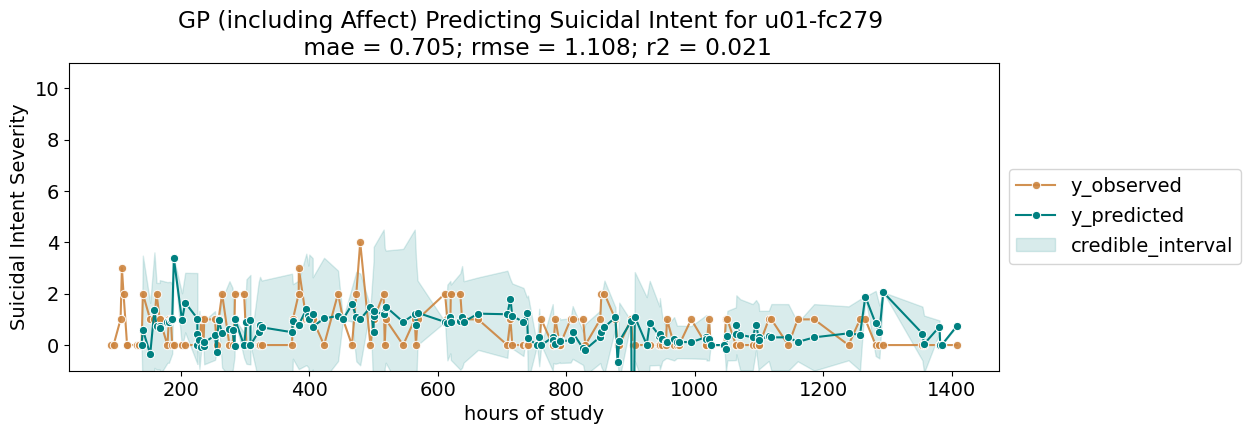 GP (including Affect) Predicting Suicidal Intent for u01-fc279
mae = 0.705; rmse = 1.108; r2 = 0.021
Suicidal Intent Severity
10
8
6
4
2
0
200
400
600
800
1000
1200
1400
hours of study
y_observed
y_predicted
credible_interval